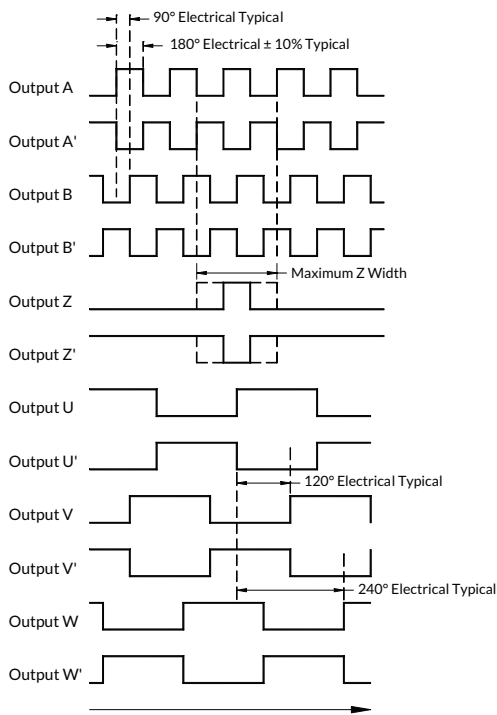 90° Electrical Typical
180° Electrical ± 10% Typical
Output A
Output A'
Output B
Output B'
Maximum Z Width
Output Z
Output Z'
Output U
Output U'
120° Electrical Typical
Output V
Output V'
240° Electrical Typical
Output W
Output W'